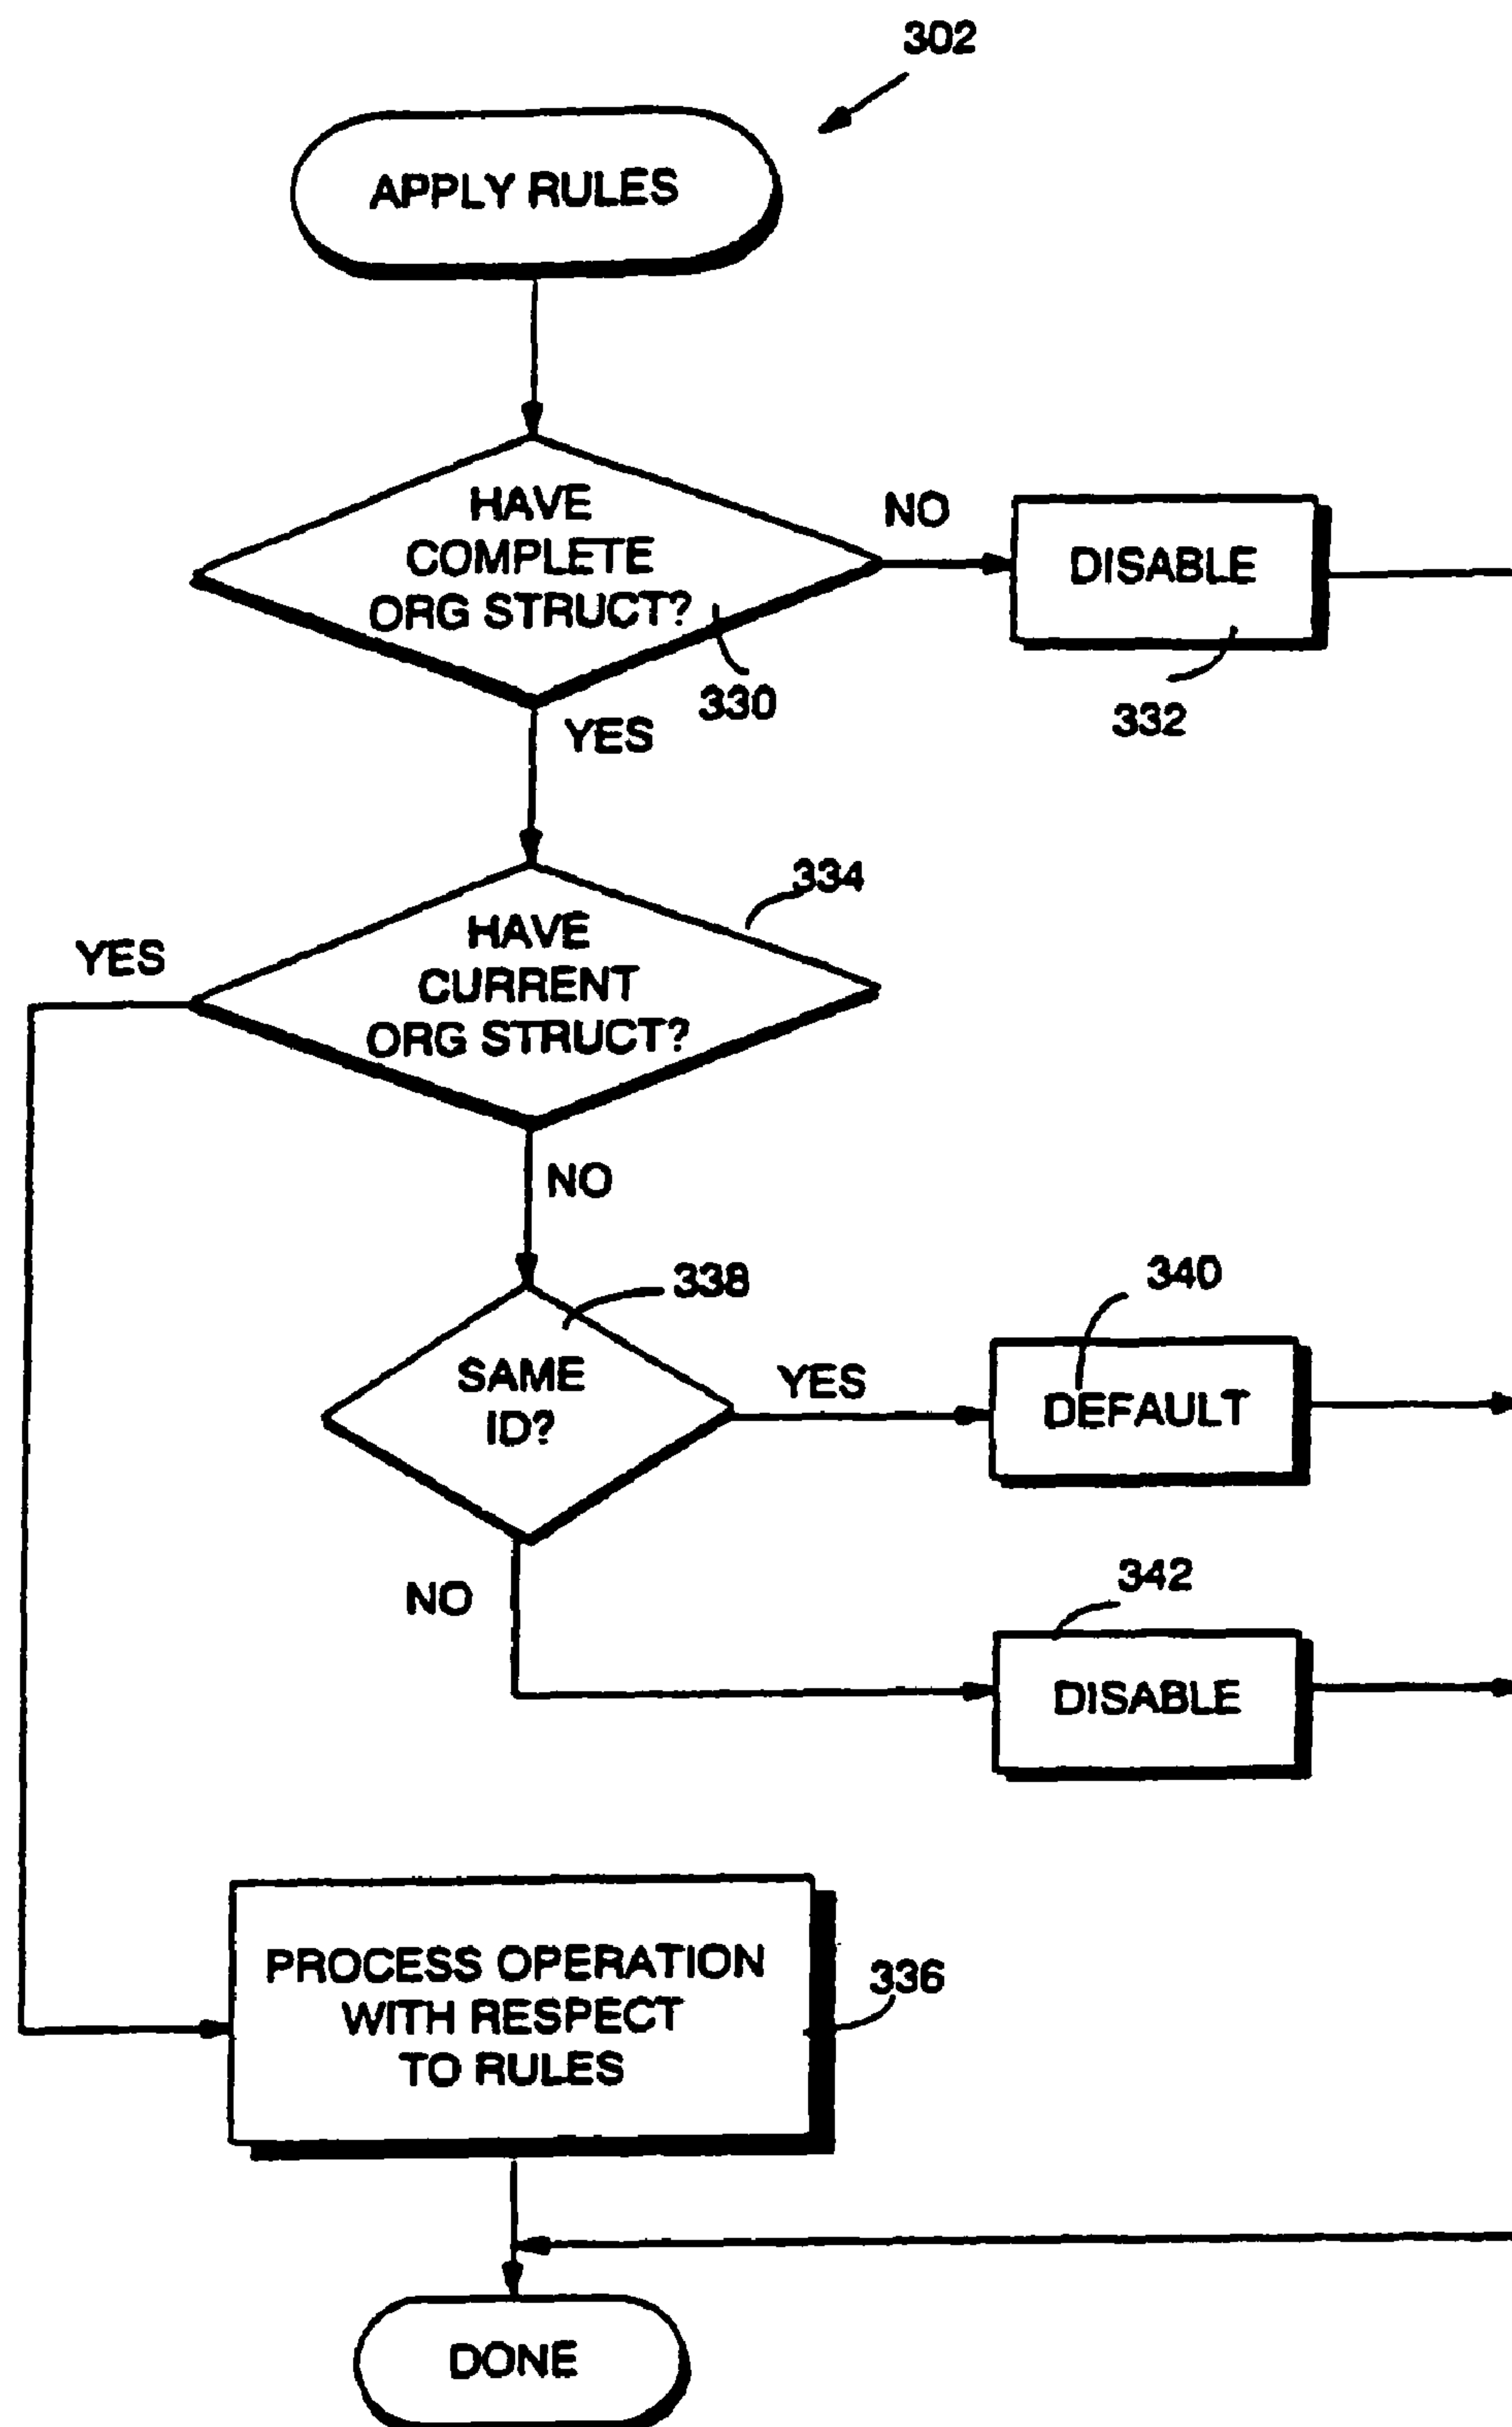 302
APPLY RULES
HAVE
COMPLETE
ORG STRUCT?
NO
DISABLE
330
332
YES
334
YES
HAVE
CURRENT
ORG STRUCT?
NO
338
340
SAME
ID?
YES
DEFAULT
342
NO
DISABLE
PROCESS OPERATION
WITH RESPECT
TO RULES
336
DONE